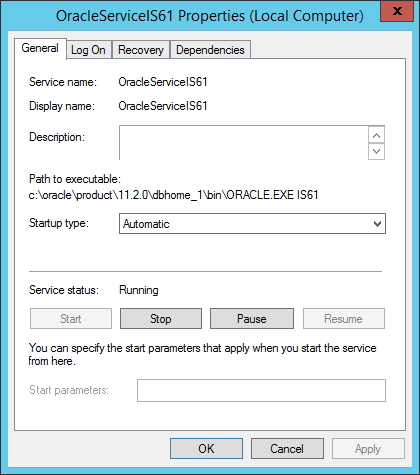 OracleServiceIS61 Properties (Local Computer)
x
General Log On Recovery Dependencies
Service name: OracleServiceIS61
Display name: OracleServiceIS61
Description:
Path to executable:
c:\oracle\product\11.2.0\dbhome_1\bin\ORACLE.EXE IS61
Startup type: Automatic
Service status: Running
Start Stop Pause Resume
You can specify the start parameters that apply when you start the service
from here.
Start parameters:
OK Cancel Apply